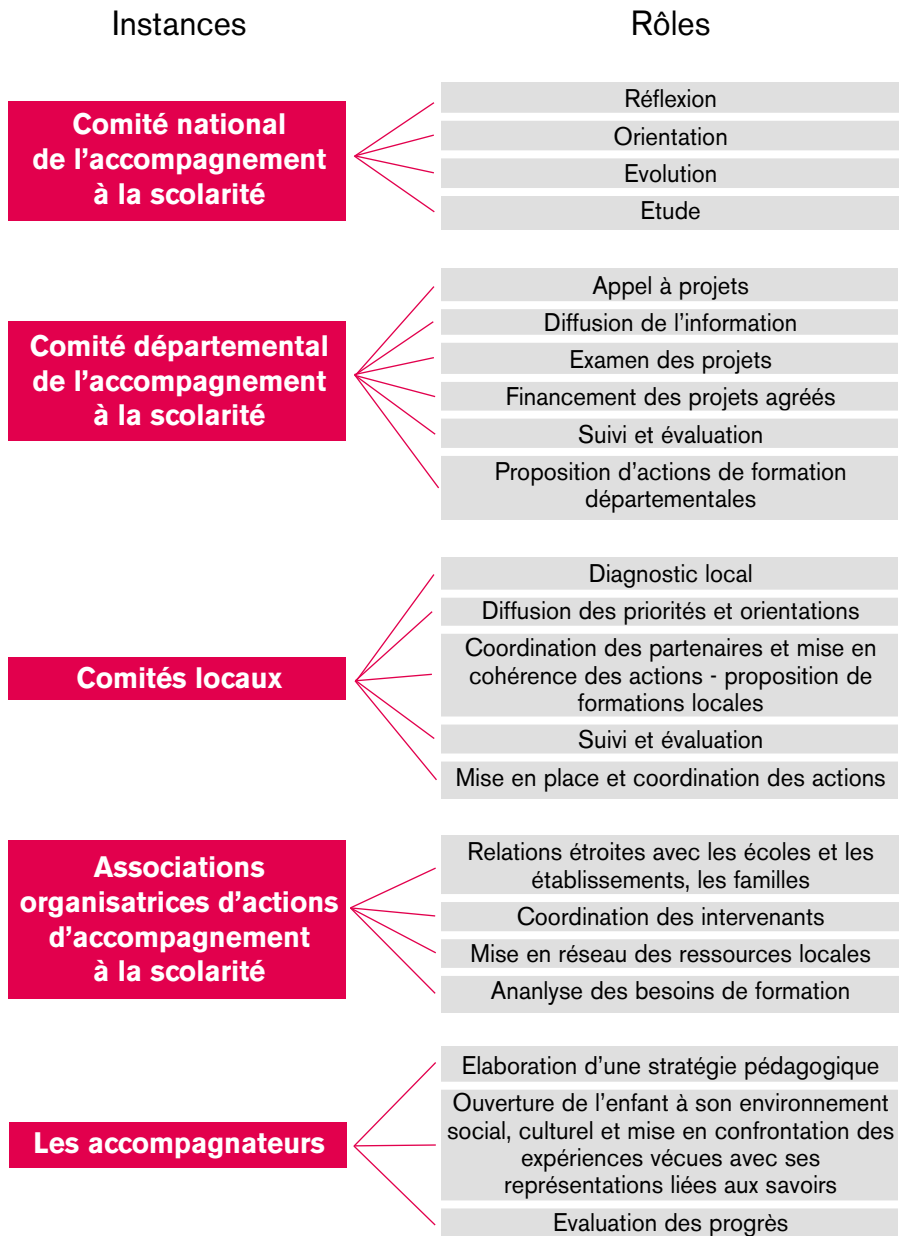 Instances
Rôles
Comité national
de l’accompagnement
à la scolarité
Réflexion
Orientation
Evolution
Etude
Comité départemental
de l’accompagnement
à la scolarité
Appel à projets
Diffusion de l’information
Examen des projets
Financement des projets agréés
Suivi et évaluation
Proposition d’actions de formation
départementales
Comités locaux
Diagnostic local
Diffusion des priorités et orientations
Coordination des partenaires et mise en
cohérence des actions - proposition de
formations locales
Suivi et évaluation
Mise en place et coordination des actions
Associations
organisatrices d’actions
d’accompagnement
à la scolarité
Relations étroites avec les écoles et les
établissements, les familles
Coordination des intervenants
Mise en réseau des ressources locales
Ananlyse des besoins de formation
Les accompagnateurs
Elaboration d’une stratégie pédagogique
Ouverture de l’enfant à son environnement
social, culturel et mise en confrontation des
expériences vécues avec ses
représentations liées aux savoirs
Evaluation des progrès